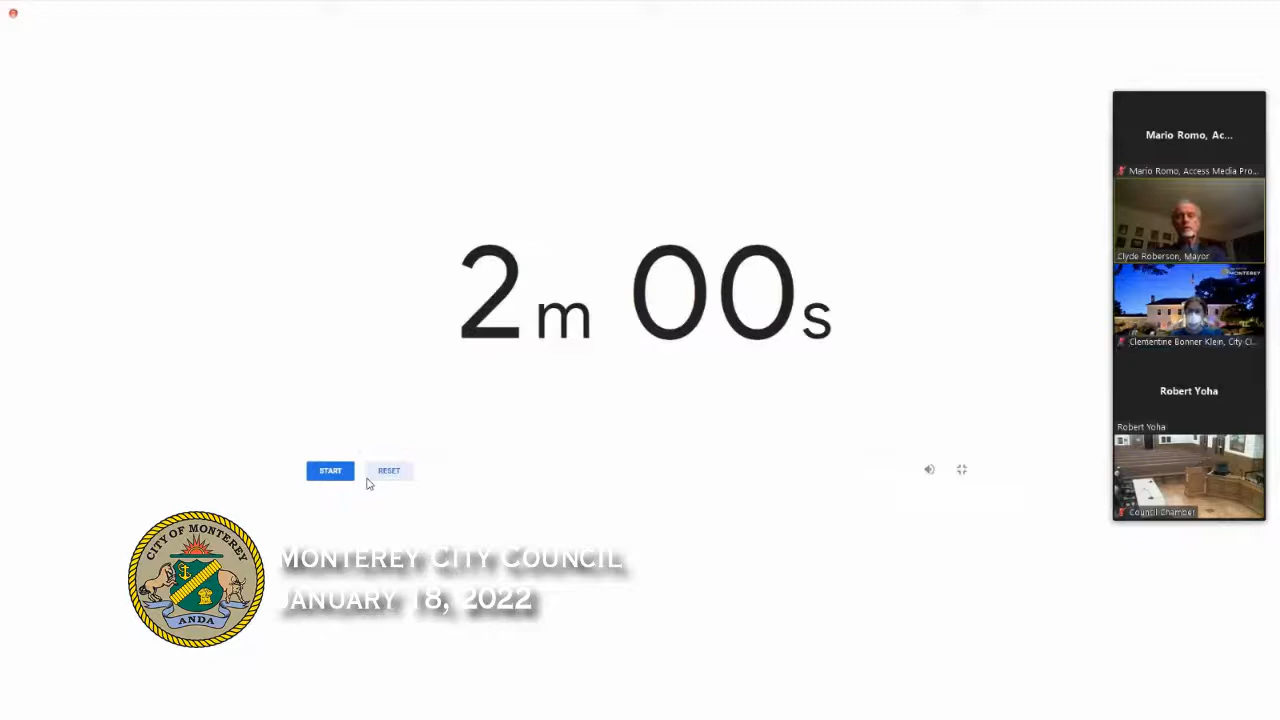 2m 00s
START RESET
CITY OF MONTEREY
ANDA
MONTEREY CITY COUNCIL
JANUARY 18, 2022
Mario Romo, Ac...
Mario Romo, Access Media Pro...
Clyde Roberson, Mayor
MONTEREY
Clementine Bonner Klein, City Cl...
Robert Yoha
Robert Yoha
Council Chamber